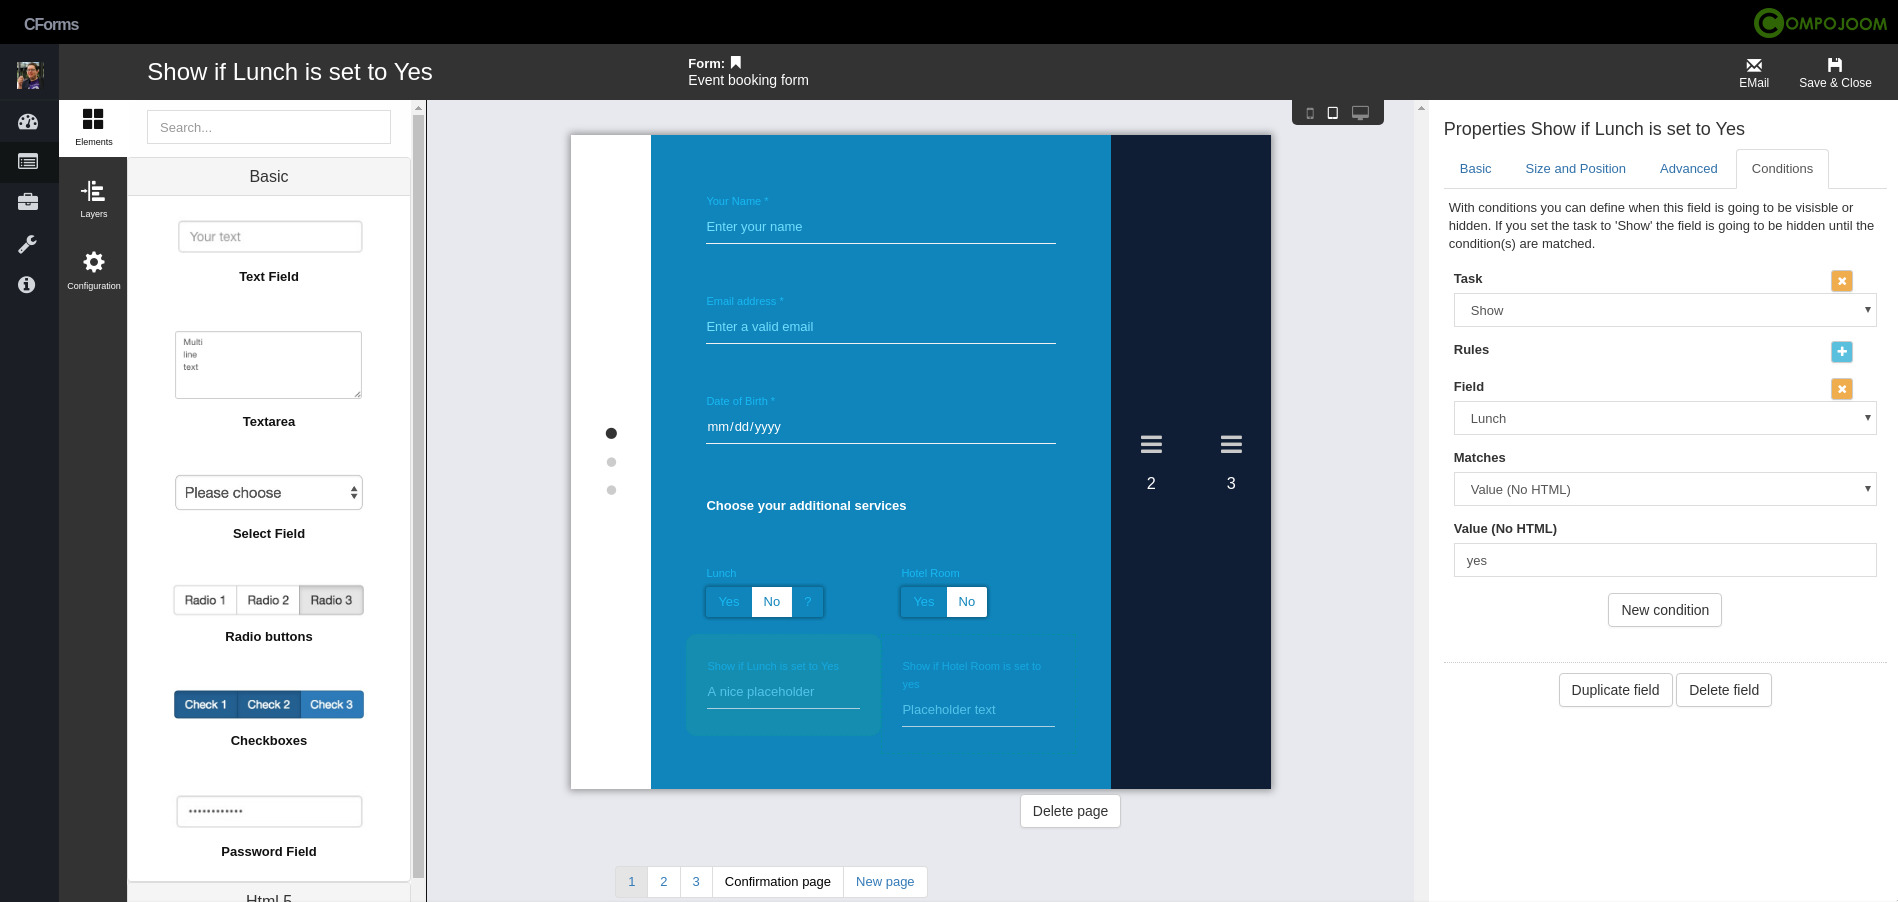 CForms
COMPOJOOM
Show if Lunch is set to Yes
Form:
Event booking form
EMail
Save & Close
Elements
Layers
Configuration
Search...
Basic
Your text
Text Field
Multi
line
text
Textarea
Please choose
Select Field
Radio 1 Radio 2 Radio 3
Radio buttons
Check 1 Check 2 Check 3
Checkboxes
Password Field
Html 5
Your Name *
Enter your name
Email address *
Enter a valid email
Date of Birth *
mm/dd/yyyy
Choose your additional services
Lunch
Yes No ?
Hotel Room
Yes No
Show if Lunch is set to Yes
A nice placeholder
Show if Hotel Room is set to
yes
Placeholder text
2
3
Delete page
1 2 3 Confirmation page New page
Properties Show if Lunch is set to Yes
Basic Size and Position Advanced Conditions
With conditions you can define when this field is going to be visisble or
hidden. If you set the task to 'Show' the field is going to be hidden until the
condition(s) are matched.
Task
Show
Rules
Field
Lunch
Matches
Value (No HTML)
Value (No HTML)
yes
New condition
Duplicate field Delete field